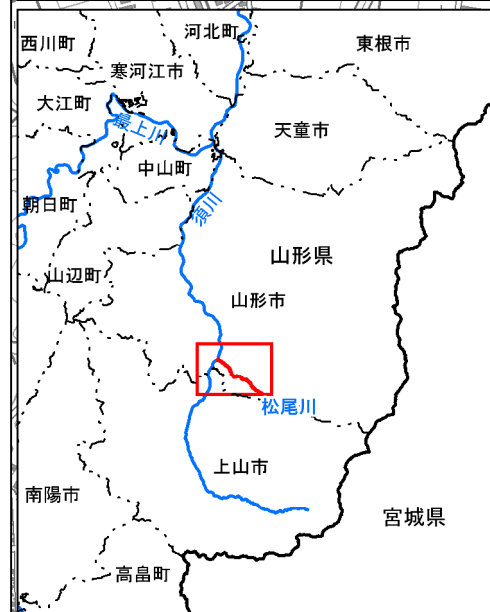 河北町
西川町
東根市
寒河江市
大江町
最上川
天童市
中山町
朝日町
須川
山形県
山辺町
山形市
松尾川
上山市
南陽市
宮城県
高畠町